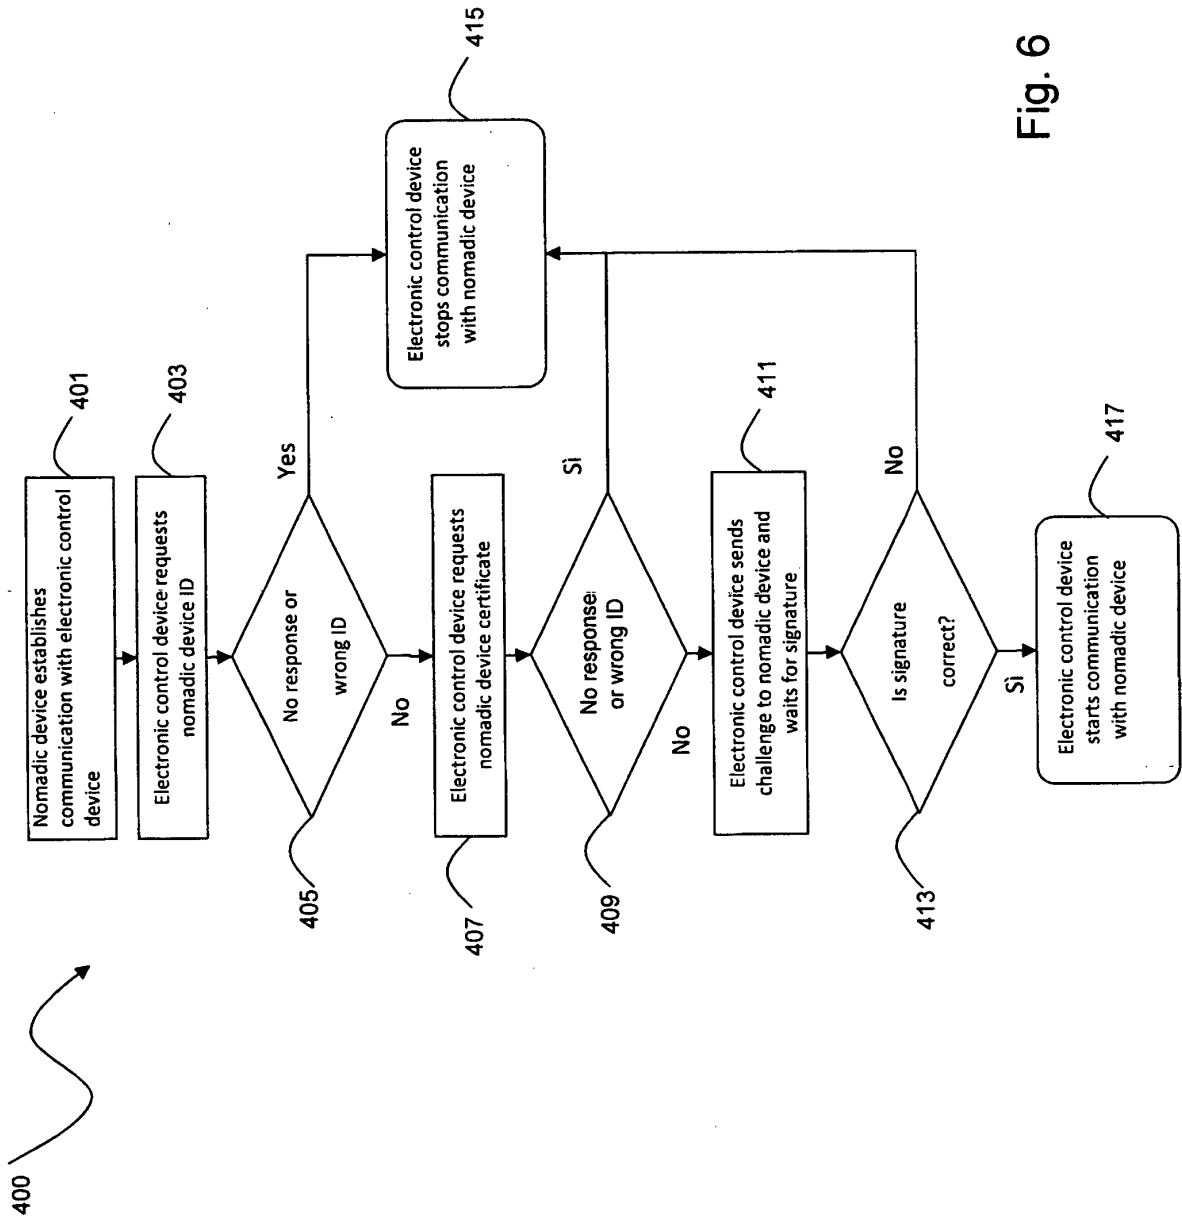 400
Nomadic device establishes
communication with electronic control
device
401
Electronic control device requests
nomadic device ID
403
No response or
wrong ID
405
Yes
No
Electronic control device requests
nomadic device certificate
407
No response
or wrong ID
409
Sì
No
Electronic control device sends
challenge to nomadic device and
waits for signature
411
Is signature
correct?
413
No
Sì
Electronic control device
stops communication
with nomadic device
415
Electronic control device
starts communication
with nomadic device
417
Fig. 6